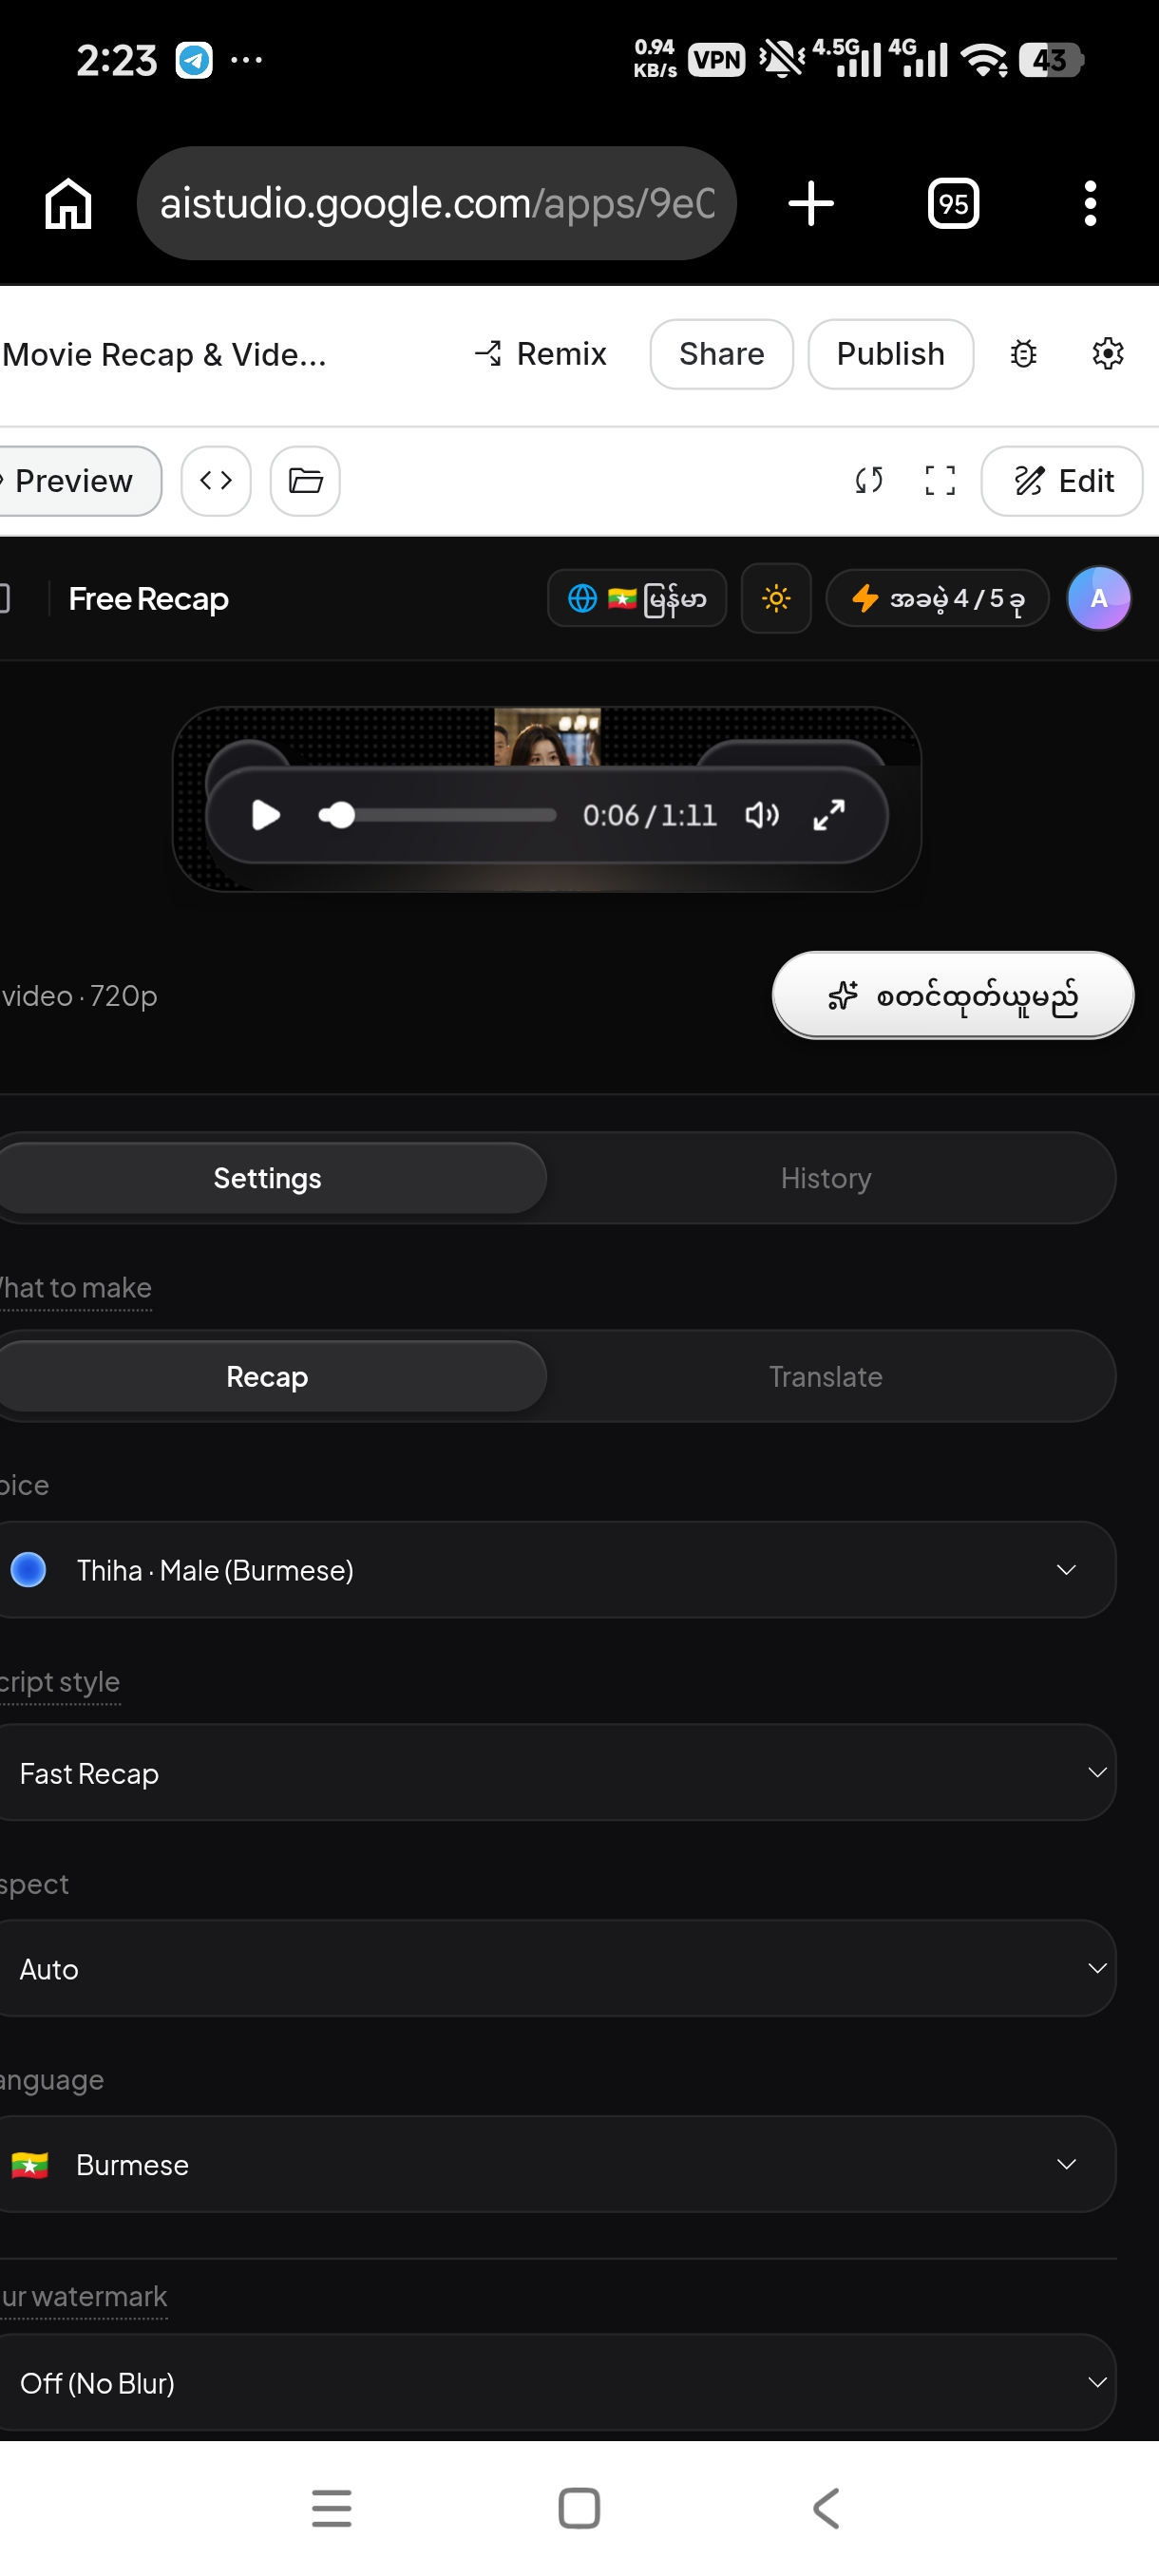 2:23
0.94 KB/s VPN 4.5G 4G 43
aistudio.google.com/apps/9e
95
Movie Recap & Vide...
Remix
Share
Publish
Preview
Edit
Free Recap
မြန်မာ
အခမဲ့ 4 / 5 ခု
A
0:06 / 1:11
video · 720p
စတင်ထုတ်ယူမည်
Settings
History
hat to make
Recap
Translate
oice
Thiha · Male (Burmese)
cript style
Fast Recap
spect
Auto
anguage
Burmese
ur watermark
Off (No Blur)